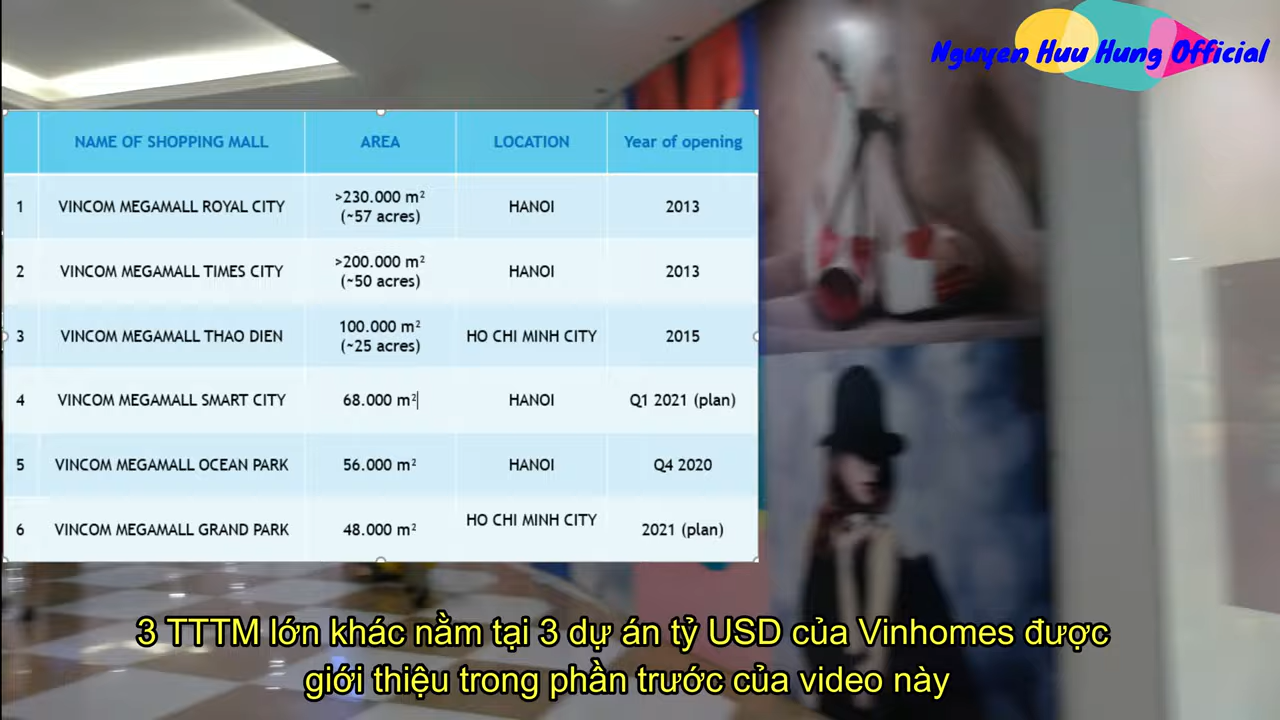 Nguyen Huu Hung Official
NAME OF SHOPPING MALL AREA LOCATION Year of opening
1 VINCOM MEGAMALL ROYAL CITY >230.000 m² (~57 acres) HANOI 2013
2 VINCOM MEGAMALL TIMES CITY >200.000 m² (~50 acres) HANOI 2013
3 VINCOM MEGAMALL THAO DIEN 100.000 m² (~25 acres) HO CHI MINH CITY 2015
4 VINCOM MEGAMALL SMART CITY 68.000 m² HANOI Q1 2021 (plan)
5 VINCOM MEGAMALL OCEAN PARK 56.000 m² HANOI Q4 2020
6 VINCOM MEGAMALL GRAND PARK 48.000 m² HO CHI MINH CITY 2021 (plan)
3 TTTM lớn khác nằm tại 3 dự án tỷ USD của Vinhomes được
giới thiệu trong phần trước của video này